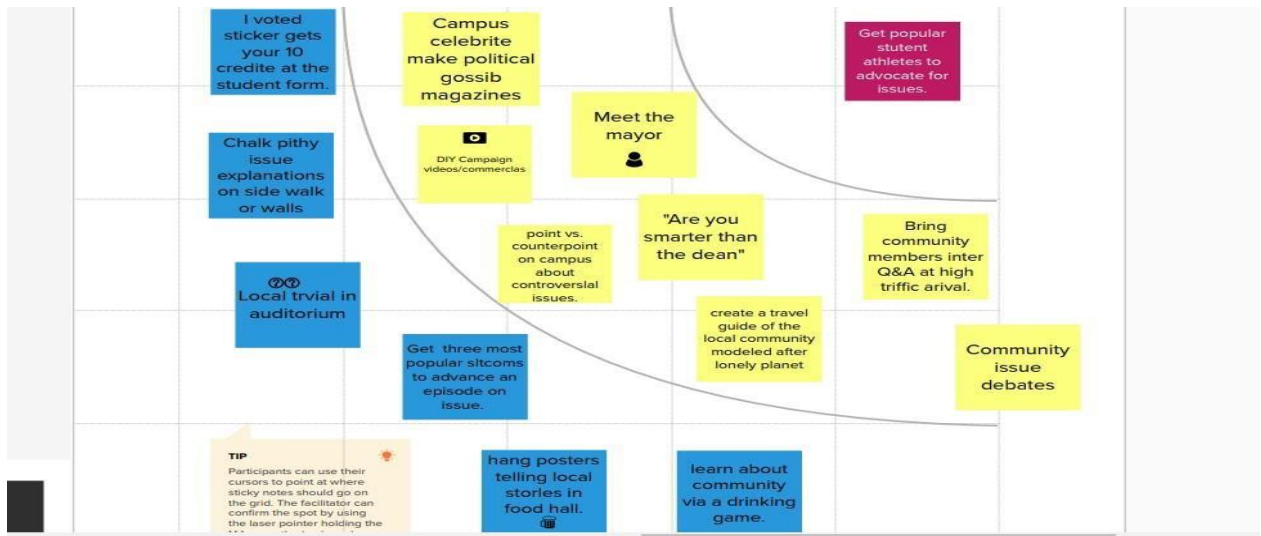 I voted
sticker gets
your 10
credite at the
student form.
Campus
celebrite
make political
gossib
magazines
Get popular
stutent
athletes to
advocate for
issues.
Meet the
mayor
Chalk pithy
issue
explanations
on side walk
or walls
DIY Campaign
videos/commerclas
"Are you
smarter than
the dean"
point vs.
counterpoint
on campus
about
controverslal
issues.
Bring
community
members inter
Q&A at high
triffic arival.
Local trvial in
auditorium
create a travel
guide of the
local community
modeled after
lonely planet
Community
issue
debates
Get three most
popular sltcoms
to advance an
episode on
issue.
TIP
Participants can use their
cursors to point at where
sticky notes should go on
the grid. The facilitator can
confirm the spot by using
the laser pointer holding the
hang posters
telling local
storles in
food hall.
learn about
community
via a drinking
game.